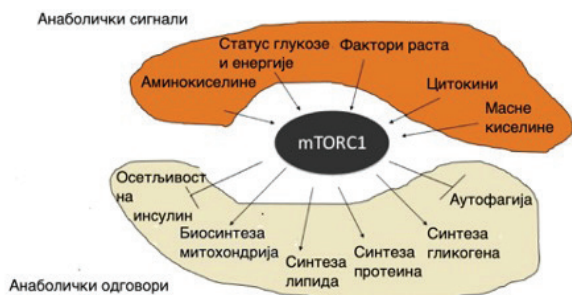 Анаболички сигнали
Статус глукозе
и енергије
Фактори раста
Аминокиселине
Цитокини
Масне
киселине
mTORC1
Осетљивост
на
инсулин
Аутофагија
Биосинтеза
митохондрија
Синтеза
липида
Синтеза
протеина
Синтеза
гликогена
Анаболички одговори